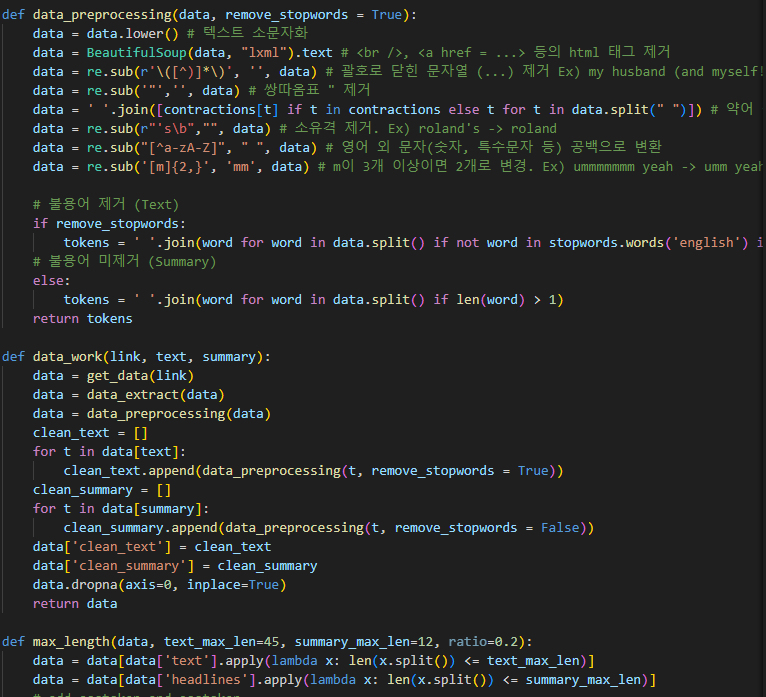 def data_preprocessing(data, remove_stopwords = True):
    data = data.lower() # 텍스트 소문자화
    data = BeautifulSoup(data, "lxml").text # <br />, <a href = ...> 등의 html 태그 제거
    data = re.sub(r'\([^)]*\)', '', data) # 괄호로 닫힌 문자열 (...) 제거 Ex) my husband (and myself!
    data = re.sub('"','', data) # 쌍따옴표 " 제거
    data = ' '.join([contractions[t] if t in contractions else t for t in data.split(" ")]) # 약어
    data = re.sub(r"'s\b","", data) # 소유격 제거. Ex) roland's -> roland
    data = re.sub("[^a-zA-Z]", " ", data) # 영어 외 문자(숫자, 특수문자 등) 공백으로 변환
    data = re.sub('[m]{2,}', 'mm', data) # m이 3개 이상이면 2개로 변경. Ex) ummmmmmm yeah -> umm yeah

    # 불용어 제거 (Text)
    if remove_stopwords:
        tokens = ' '.join(word for word in data.split() if not word in stopwords.words('english') i
    # 불용어 미제거 (Summary)
    else:
        tokens = ' '.join(word for word in data.split() if len(word) > 1)
    return tokens

def data_work(link, text, summary):
    data = get_data(link)
    data = data_extract(data)
    data = data_preprocessing(data)
    clean_text = []
    for t in data[text]:
        clean_text.append(data_preprocessing(t, remove_stopwords = True))
    clean_summary = []
    for t in data[summary]:
        clean_summary.append(data_preprocessing(t, remove_stopwords = False))
    data['clean_text'] = clean_text
    data['clean_summary'] = clean_summary
    data.dropna(axis=0, inplace=True)
    return data

def max_length(data, text_max_len=45, summary_max_len=12, ratio=0.2):
    data = data[data['text'].apply(lambda x: len(x.split()) <= text_max_len)]
    data = data[data['headlines'].apply(lambda x: len(x.split()) <= summary_max_len)]